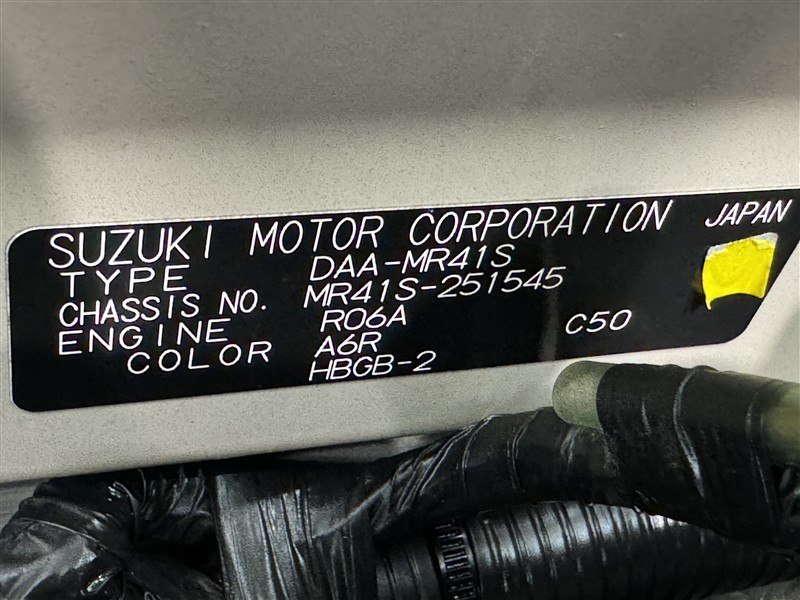 SUZUKI MOTOR CORPORATION JAPAN
TYPE DAA-MR41S
CHASSIS NO. MR41S-251545
ENGINE R06A C50
COLOR A6R
HBGB-2